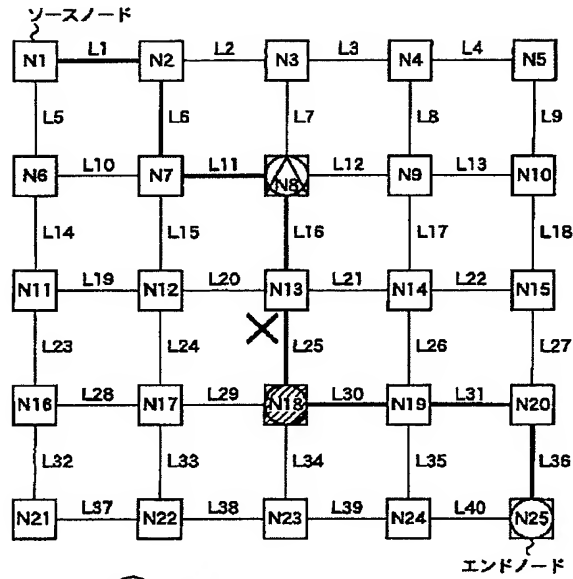 ソースノード
N1 L1 N2 L2 N3 L3 N4 L4 N5
L5 L6 L7 L8 L9
N6 L10 N7 L11 N8 L12 N9 L13 N10
L14 L15 L16 L17 L18
N11 L19 N12 L20 N13 L21 N14 L22 N15
L23 L24 L25 L26 L27
N16 L28 N17 L29 N18 L30 N19 L31 N20
L32 L33 L34 L35 L36
N21 L37 N22 L38 N23 L39 N24 L40 N25
エンドノード